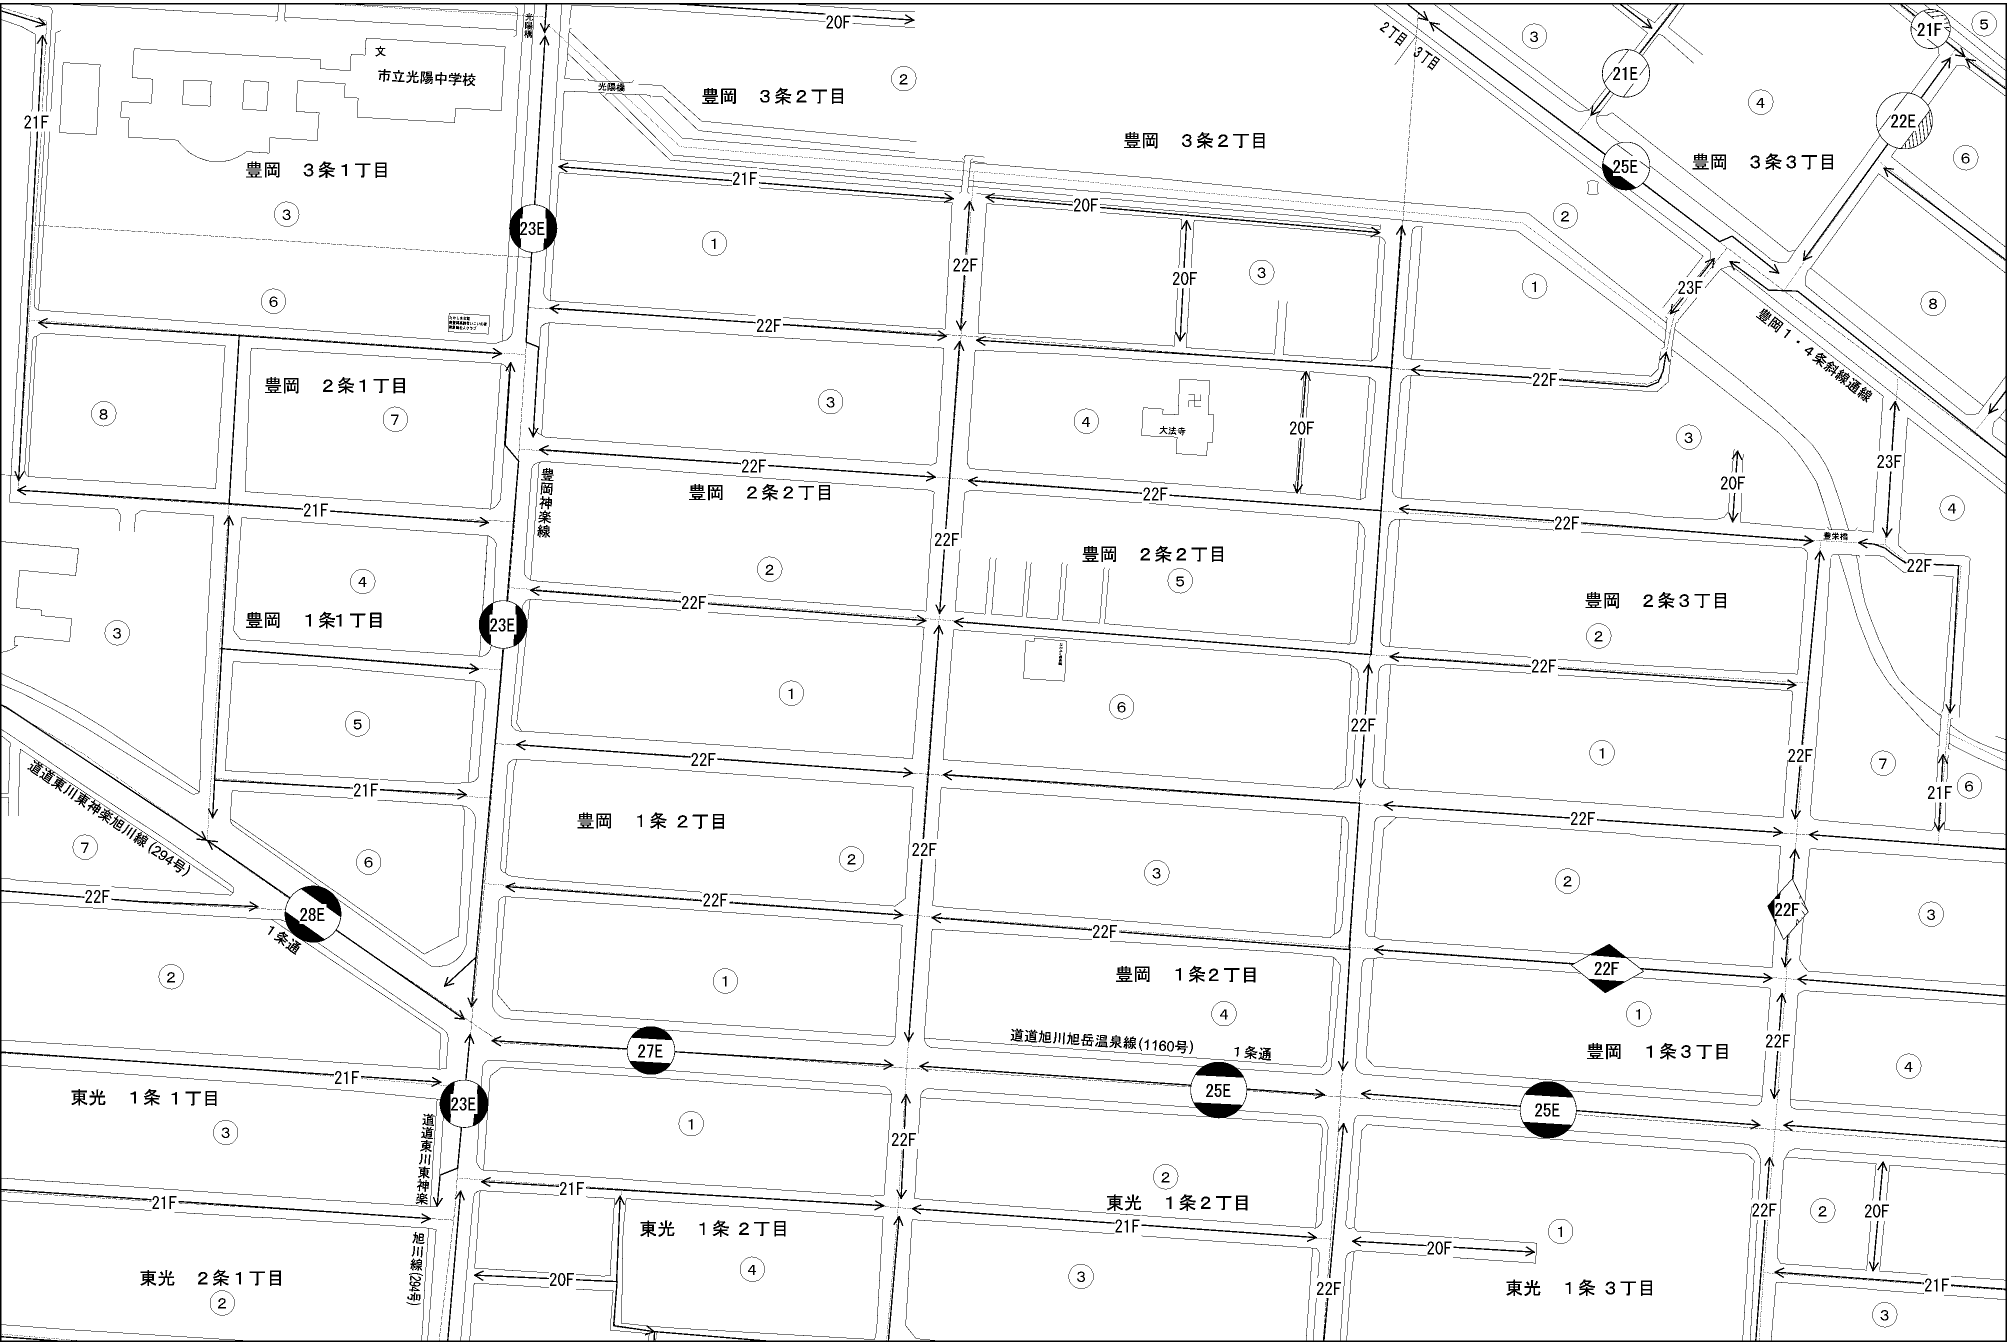 光陽橋
20F
③
⑤
21F
2丁目
3丁目
②
文
市立光陽中学校
21E
光陽橋
豊岡　３条２丁目
④
21F
22E
豊岡　３条２丁目
⑥
豊岡　３条１丁目
21F
25E
豊岡　３条３丁目
20F
③
②
23E
①
22F
20F
③
①
23F
⑥
8
22F
豊岡１・４条斜線通線
22F
豊岡　２条１丁目
⑧
⑦
③
④
卍
大法寺
20F
③
22F
23F
豊岡神楽線
豊岡　２条２丁目
22F
20F
④
21F
22F
豊栄橋
22F
豊岡　２条２丁目
22F
④
②
⑤
豊岡　２条３丁目
22F
豊岡　１条１丁目
③
23E
②
22F
⑤
①
⑥
22F
①
22F
⑦
22F
道道東川東神楽旭川線(294号)
21F
21F
⑥
豊岡　１条２丁目
22F
⑦
⑥
②
22F
③
②
22F
28E
22F
22F
22F
③
１条通
22F
②
①
豊岡　１条２丁目
④
①
道道旭川旭岳温泉線(1160号)
１条通
27E
22F
豊岡　１条３丁目
④
21F
25E
東光　１条１丁目
23E
25E
③
道道東川東神楽
①
22F
②
21F
21F
東光　１条２丁目
22F
②
20F
旭川線(294号)
東光　１条２丁目
21F
①
20F
東光　２条１丁目
②
20F
④
③
22F
東光　１条３丁目
21F
③